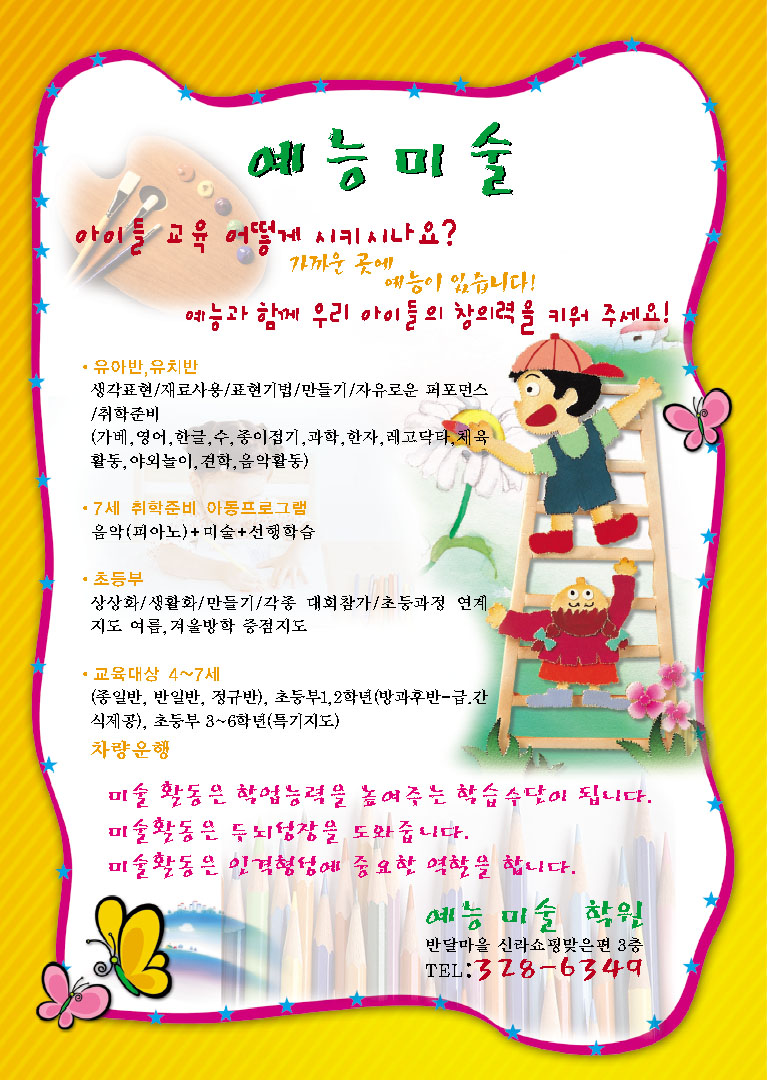 예능미술
아이들 교육 어떻게 시키시나요?
가까운 곳에
예능이 있습니다!
예능과 함께 우리 아이들의 창의력을 키워 주세요!
• 유아반,유치반
생각표현/재료사용/표현기법/만들기/자유로운 퍼포먼스
/취학준비
(가베,영어,한글,수,종이접기,과학,한자,레고닥타,체육
활동,야외놀이,견학,음악활동)
• 7세 취학준비 아동프로그램
음악(피아노)+미술+선행학습
• 초등부
상상화/생활화/만들기/각종 대회참가/초등과정 연계
지도 여름,겨울방학 중점지도
• 교육대상 4~7세
(종일반, 반일반, 정규반), 초등부1,2학년(방과후반-급.간
식제공), 초등부 3~6학년(특기지도)
차량운행
미술 활동은 학업능력을 높여주는 학습수단이 됩니다.
미술활동은 두뇌성장을 도와줍니다.
미술활동은 인격형성에 중요한 역할을 합니다.
예능 미술 학원
반달마을 신라쇼핑맞은편 3층
TEL:328-6349